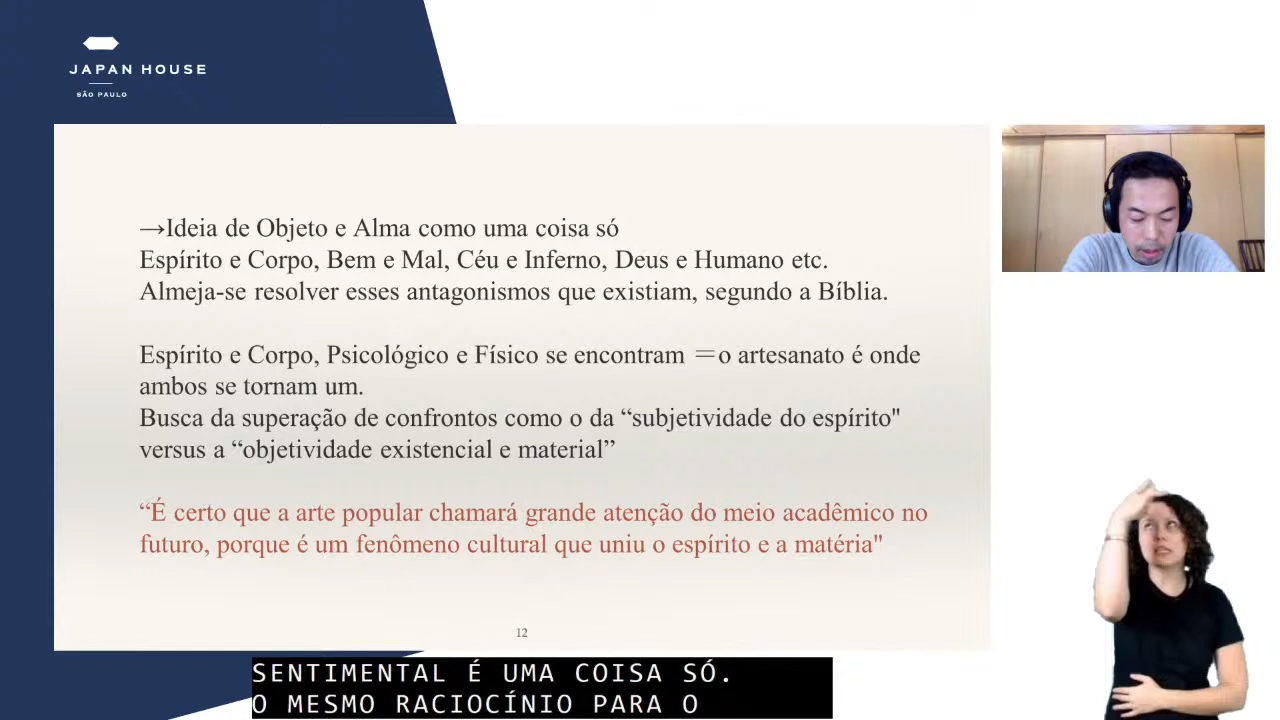 JAPAN HOUSE
SÃO PAULO
→Ideia de Objeto e Alma como uma coisa só
Espírito e Corpo, Bem e Mal, Céu e Inferno, Deus e Humano etc.
Almeja-se resolver esses antagonismos que existiam, segundo a Bíblia.
Espírito e Corpo, Psicológico e Físico se encontram ＝o artesanato é onde
ambos se tornam um.
Busca da superação de confrontos como o da “subjetividade do espírito"
versus a “objetividade existencial e material”
“É certo que a arte popular chamará grande atenção do meio acadêmico no
futuro, porque é um fenômeno cultural que uniu o espírito e a matéria"
12
SENTIMENTAL É UMA COISA SÓ.
O MESMO RACIOCÍNIO PARA O